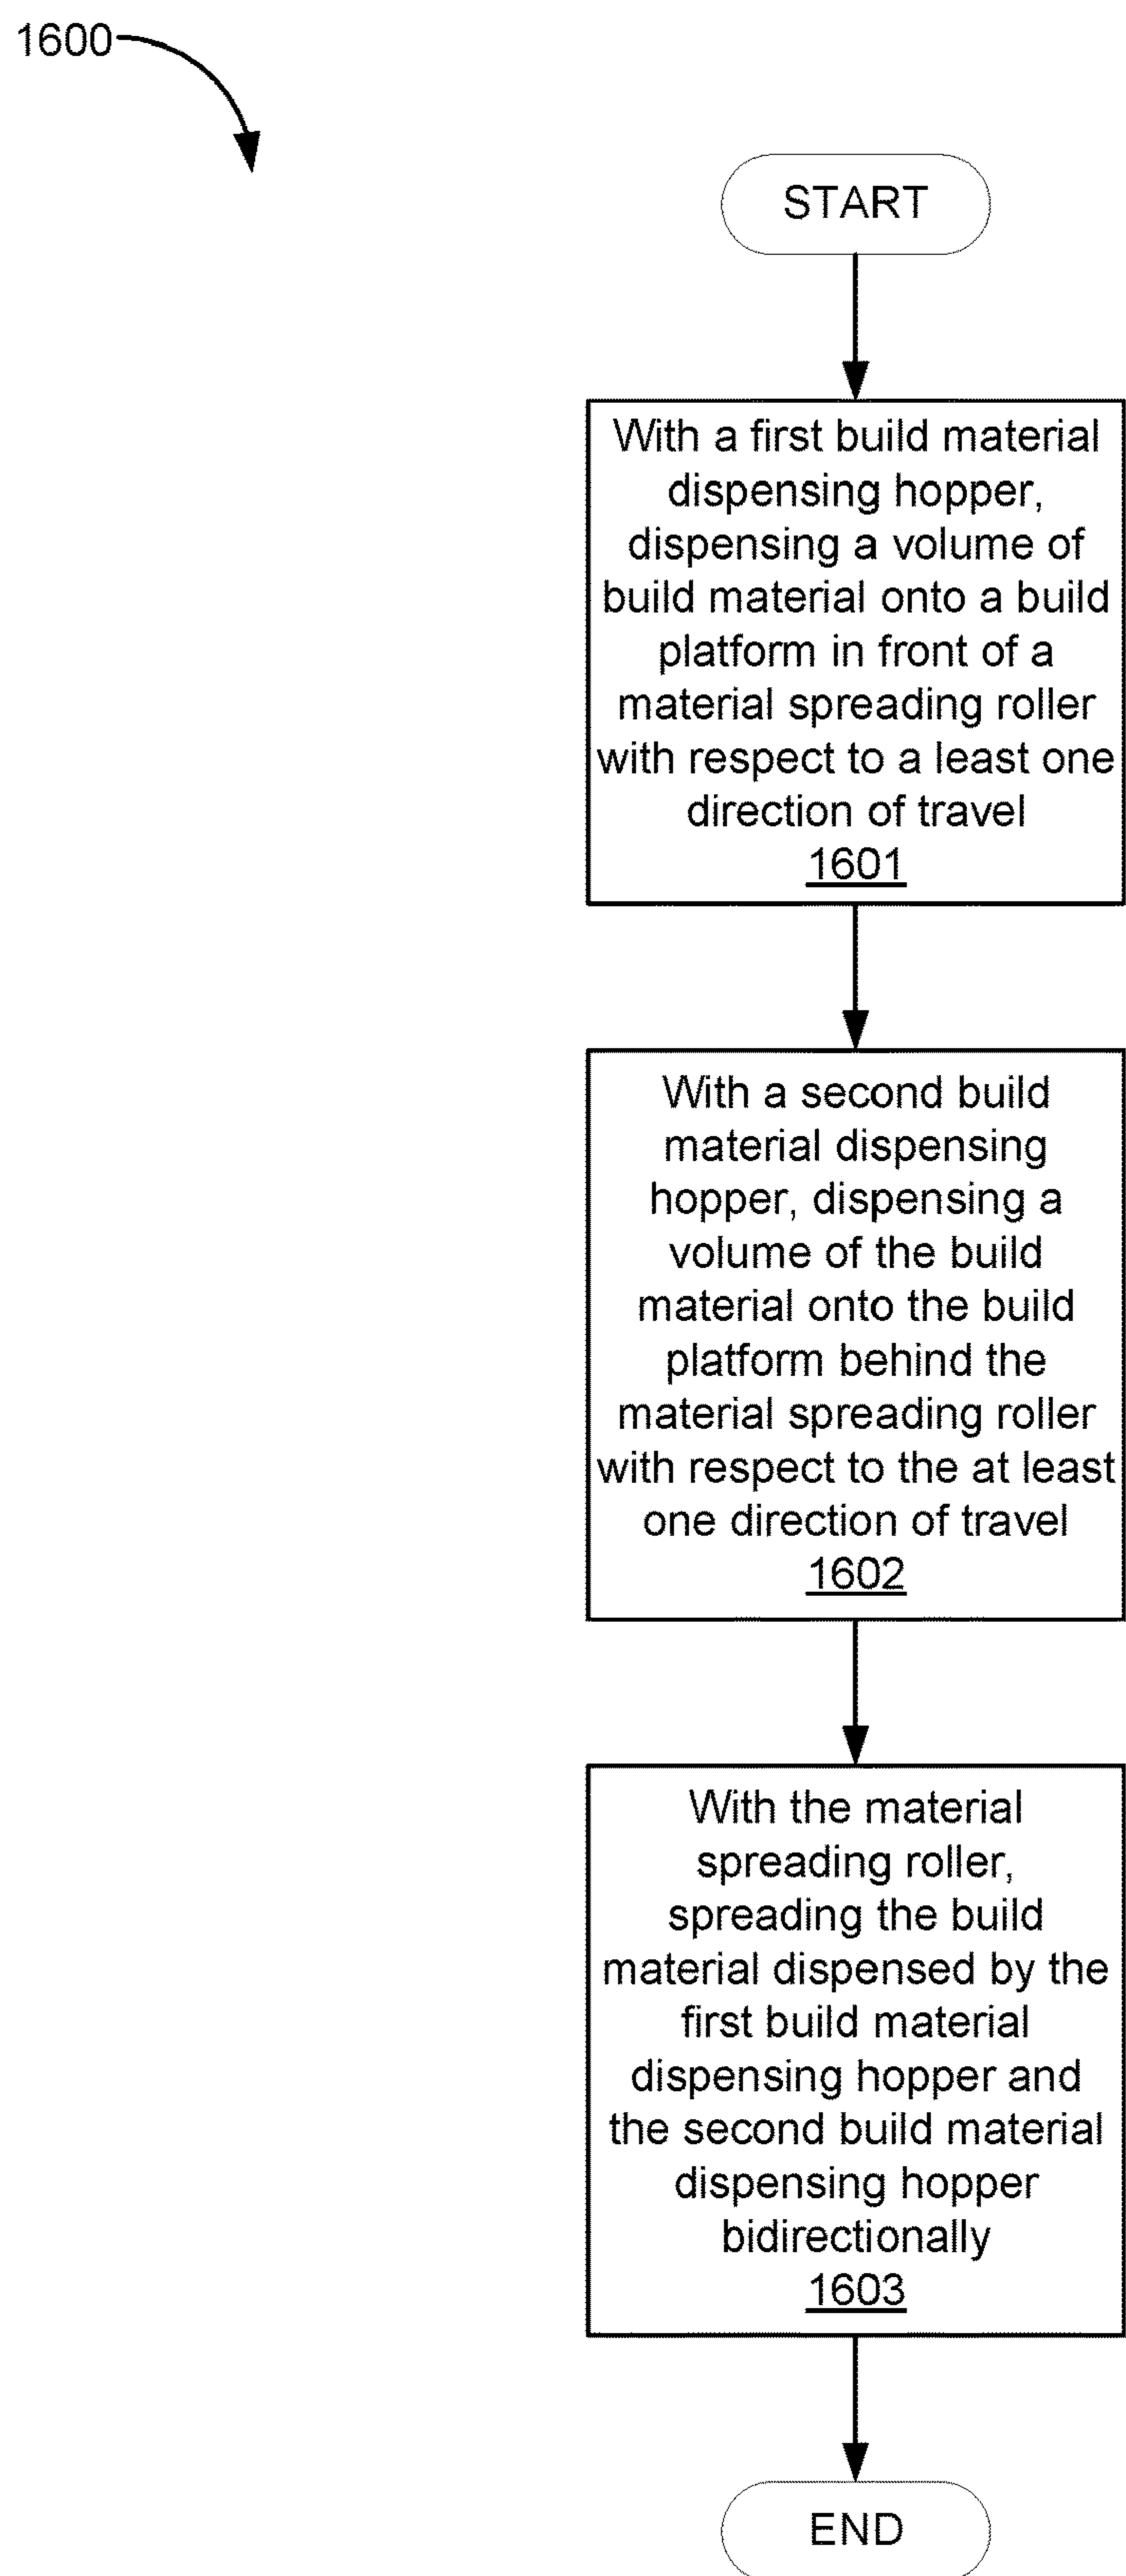 1600
START
With a first build material
dispensing hopper,
dispensing a volume of
build material onto a build
platform in front of a
material spreading roller
with respect to a least one
direction of travel
1601
With a second build
material dispensing
hopper, dispensing a
volume of the build
material onto the build
platform behind the
material spreading roller
with respect to the at least
one direction of travel
1602
With the material
spreading roller,
spreading the build
material dispensed by the
first build material
dispensing hopper and
the second build material
dispensing hopper
bidirectionally
1603
END